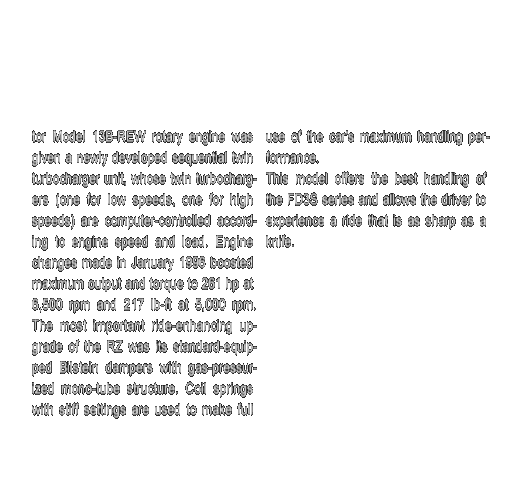 tor Model 13B-REW rotary engine was
given a newly developed sequential twin
turbocharger unit, whose twin turbocharg-
ers (one for low speeds, one for high
speeds) are computer-controlled accord-
ing to engine speed and load. Engine
changes made in January 1996 boosted
maximum output and torque to 261 hp at
6,500 rpm and 217 lb-ft at 5,000 rpm.
The most important ride-enhancing up-
grade of the RZ was its standard-equip-
ped Bilstein dampers with gas-pressur-
ized mono-tube structure. Coil springs
with stiff settings are used to make full
use of the car's maximum handling per-
formance.
This model offers the best handling of
the FD3S series and allows the driver to
experience a ride that is as sharp as a
knife.